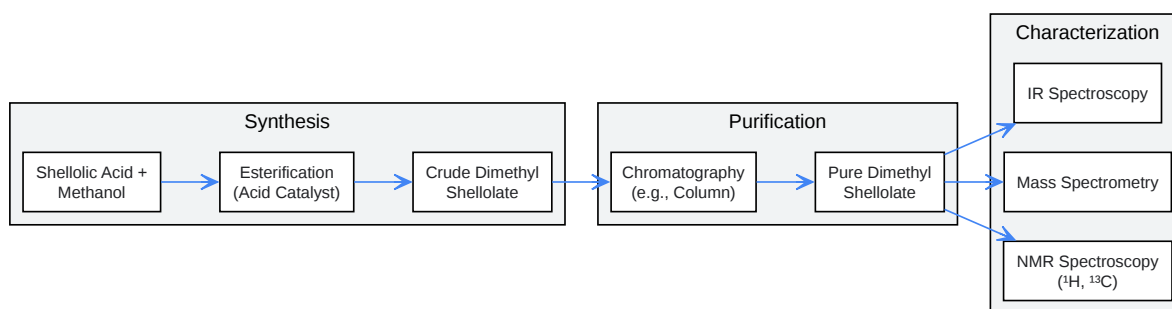 Synthesis
Shellolic Acid +
Methanol
Esterification
(Acid Catalyst)
Crude Dimethyl
Shellolate
Purification
Chromatography
(e.g., Column)
Pure Dimethyl
Shellolate
Characterization
IR Spectroscopy
Mass Spectrometry
NMR Spectroscopy
(¹H, ¹³C)